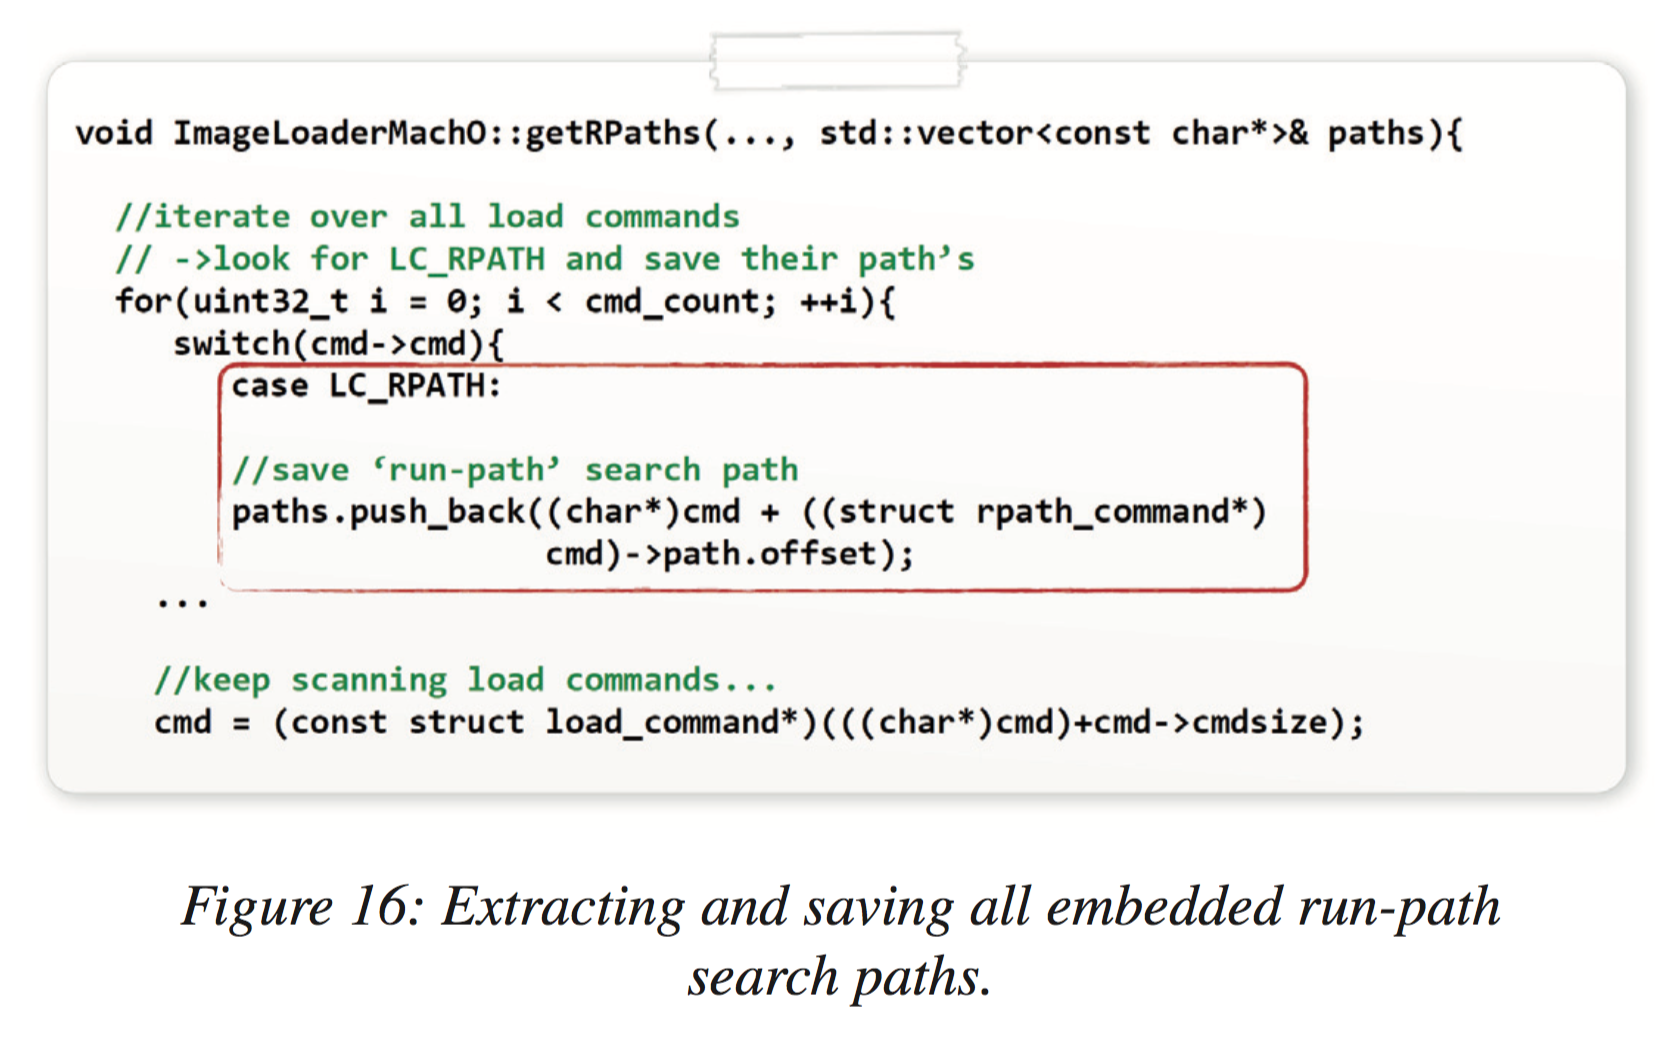 void ImageLoaderMachO::getRPaths(..., std::vector<const char*>& paths){
//iterate over all load commands
// ->look for LC_RPATH and save their path’s
for(uint32_t i = 0; i < cmd_count; ++i){
switch(cmd->cmd){
case LC_RPATH:
//save ‘run-path’ search path
paths.push_back((char*)cmd + ((struct rpath_command*)
cmd)->path.offset);
...
//keep scanning load commands...
cmd = (const struct load_command*)(((char*)cmd)+cmd->cmdsize);
Figure 16: Extracting and saving all embedded run-path
search paths.